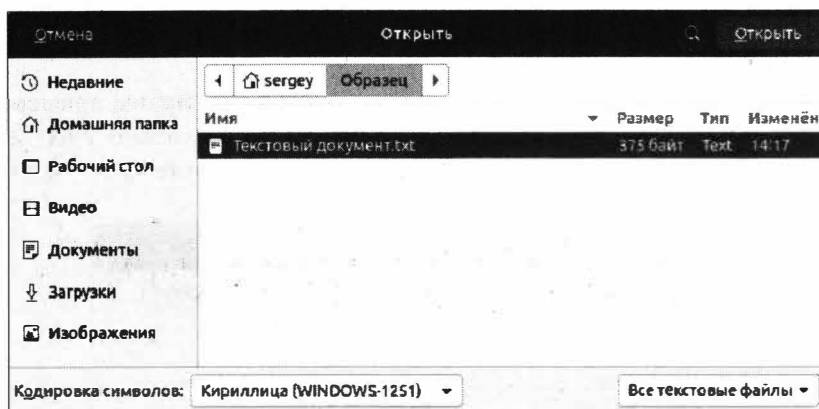 Отмена Открыть Открыть
Недавние
Домашняя папка
Рабочий стол
Видео
Документы
Загрузки
Изображения
sergey Образец
Имя Размер Тип Изменён
Текстовый документ.txt 375 байт Text 14:17
Кодировка символов: Кириллица (WINDOWS-1251) Все текстовые файлы